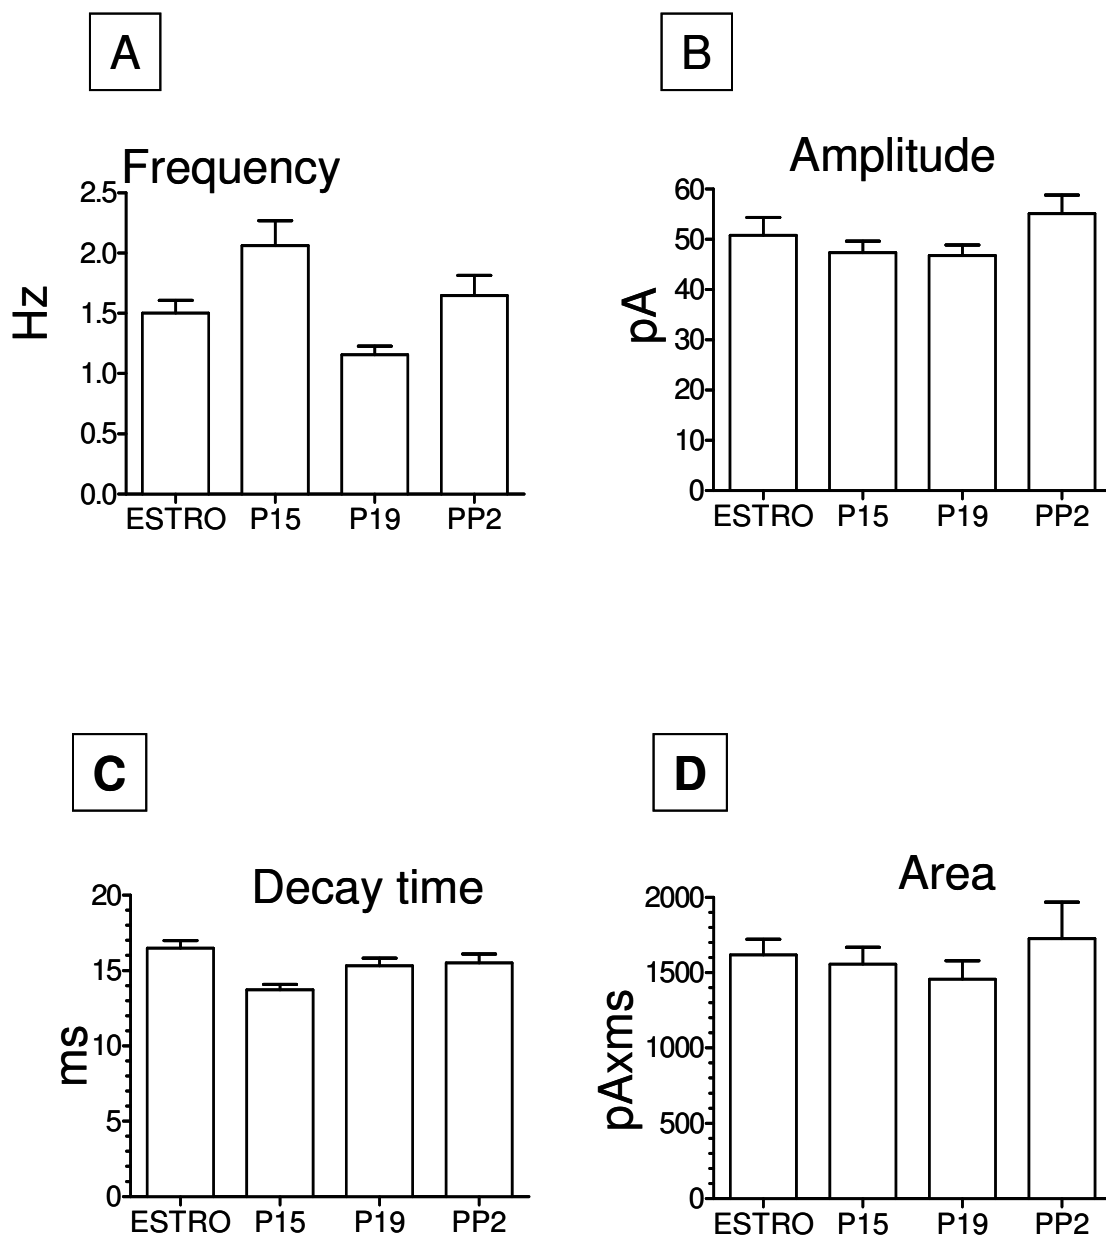 A
Frequency
2.5
2.0
1.5
1.0
0.5
0.0
Hz
ESTRO P15 P19 PP2
B
Amplitude
60
50
40
30
20
10
0
pA
ESTRO P15 P19 PP2
C
Decay time
20
15
10
5
0
ms
ESTRO P15 P19 PP2
D
Area
2000
1500
1000
500
0
pAxms
ESTRO P15 P19 PP2